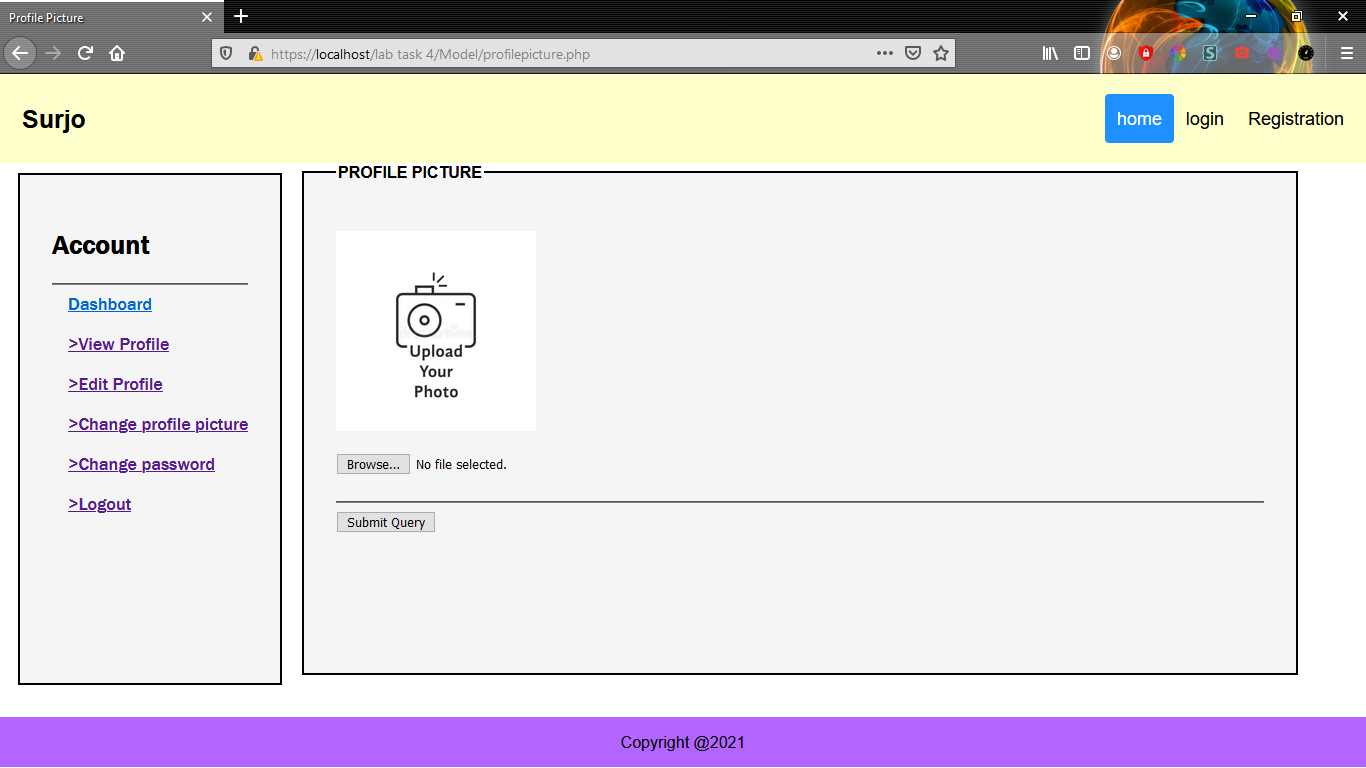 Profile Picture
https://localhost/lab task 4/Model/profilepicture.php
Surjo
home login Registration
Account
Dashboard
>View Profile
>Edit Profile
>Change profile picture
>Change password
>Logout
PROFILE PICTURE
Upload
Your
Photo
Browse... No file selected.
Submit Query
Copyright @2021